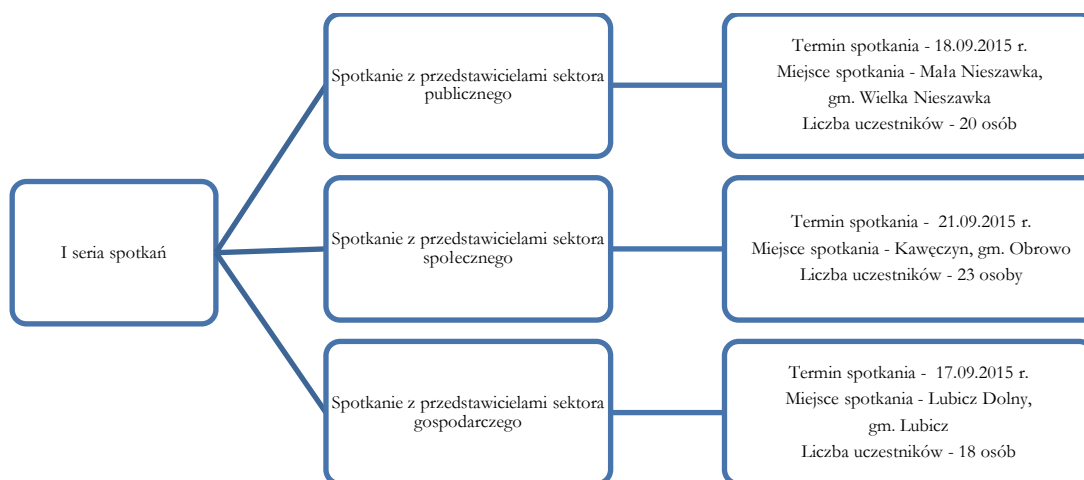 I seria spotkań
Spotkanie z przedstawicielami sektora
publicznego
Termin spotkania - 18.09.2015 r.
Miejsce spotkania - Mała Nieszawka,
gm. Wielka Nieszawka
Liczba uczestników - 20 osób
Spotkanie z przedstawicielami sektora
społecznego
Termin spotkania - 21.09.2015 r.
Miejsce spotkania - Kawęczyn, gm. Obrowo
Liczba uczestników - 23 osoby
Spotkanie z przedstawicielami sektora
gospodarczego
Termin spotkania - 17.09.2015 r.
Miejsce spotkania - Lubicz Dolny,
gm. Lubicz
Liczba uczestników - 18 osób